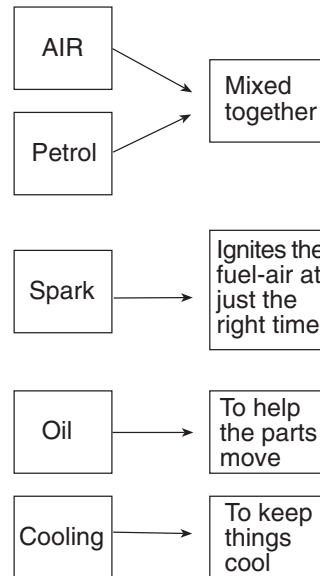 AIR
Petrol
Mixed
together
Spark
Ignites the
fuel-air at
just the
right time
Oil
To help
the parts
move
Cooling
To keep
things
cool